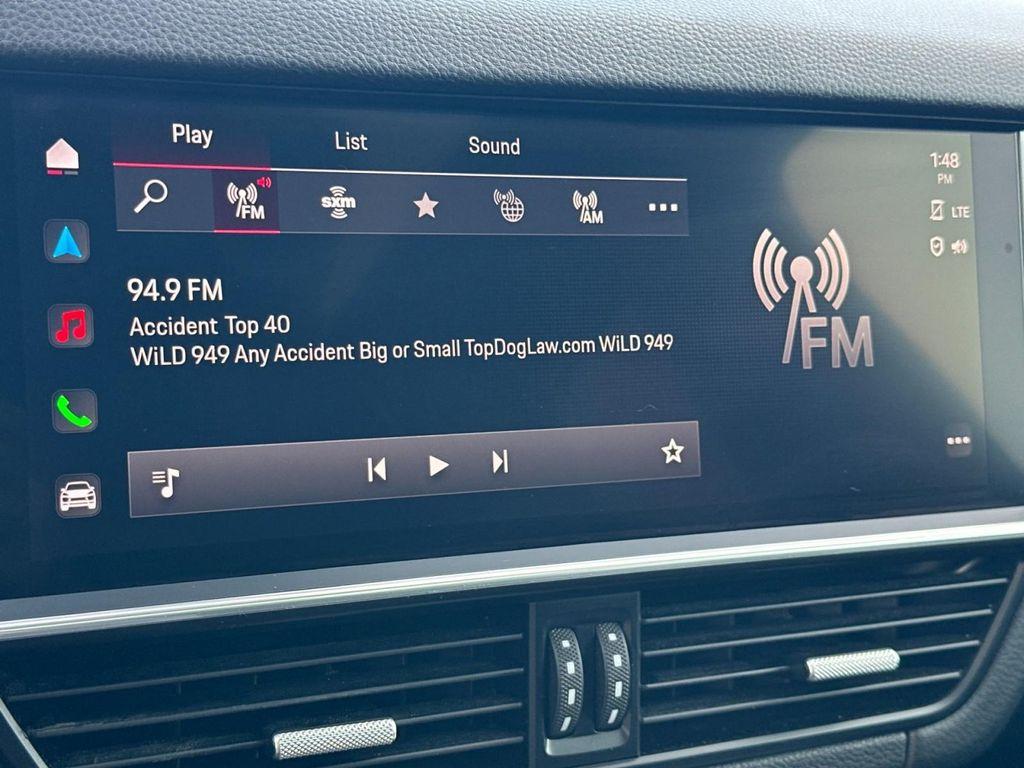 Play List Sound
1:48
PM
FM sxm AM
LTE
94.9 FM
Accident Top 40
WiLD 949 Any Accident Big or Small TopDogLaw.com WiLD 949
FM